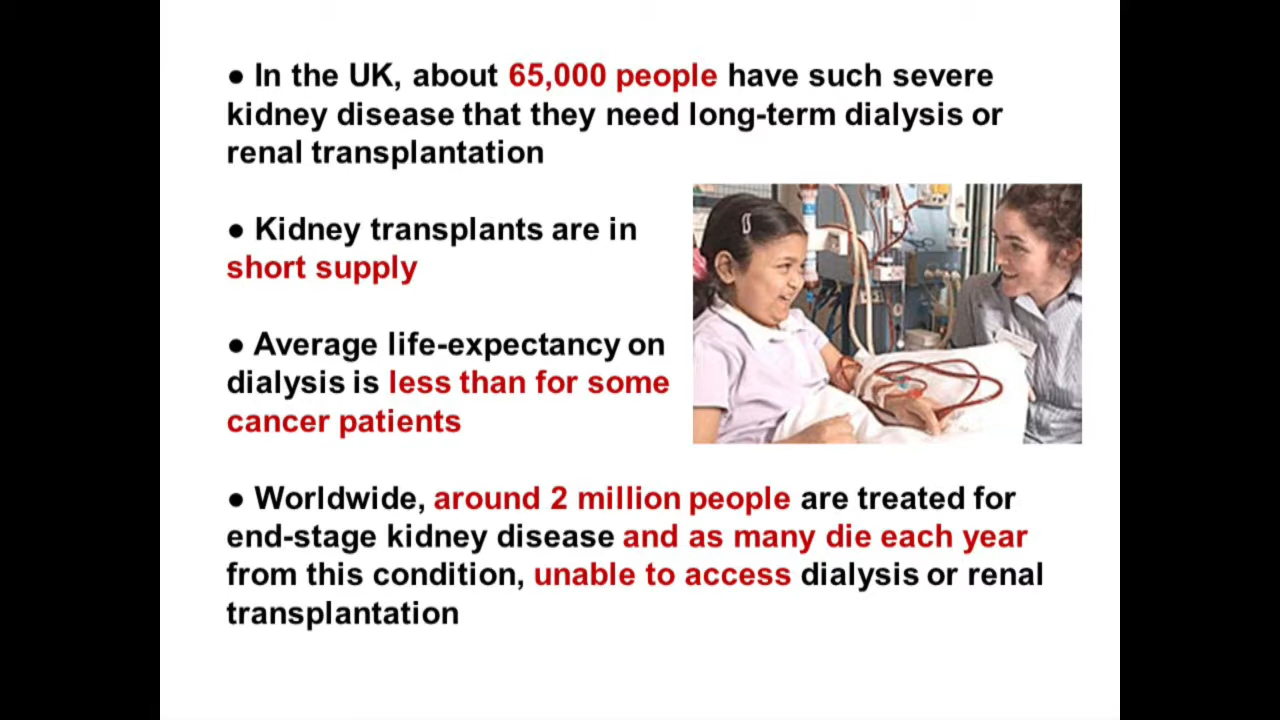 ● In the UK, about 65,000 people have such severe
kidney disease that they need long-term dialysis or
renal transplantation
● Kidney transplants are in
short supply
● Average life-expectancy on
dialysis is less than for some
cancer patients
● Worldwide, around 2 million people are treated for
end-stage kidney disease and as many die each year
from this condition, unable to access dialysis or renal
transplantation